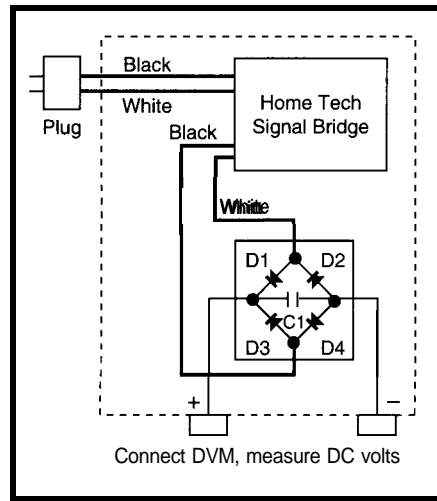 Black
White
Plug
Home Tech
Signal Bridge
Black
White
D1
D2
C1
D3
D4
+
−
Connect DVM, measure DC volts